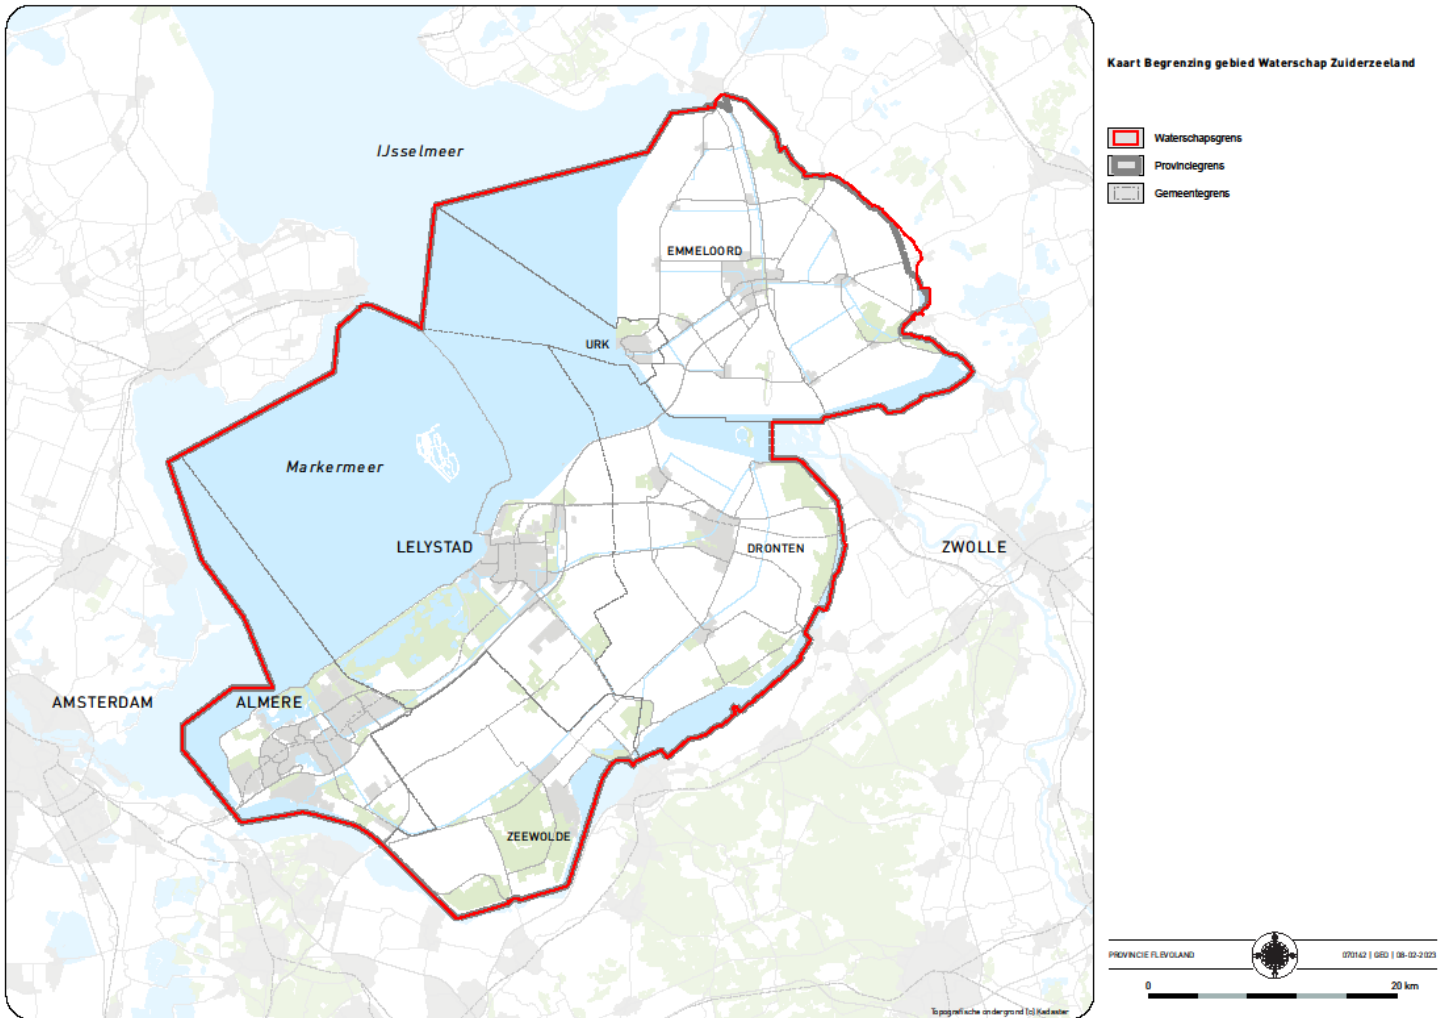 Kaart Begrenzing gebied Waterschap Zuiderzeeland
Waterschapsgrens
Provinciegrens
Gemeentegrens
IJsselmeer
EMMELOORD
URK
Markermeer
LELYSTAD
DRONTEN
ZWOLLE
AMSTERDAM
ALMERE
ZEEWOLDE
PROVINCIE FLEVOLAND
070142 | GEO | 08-02-2023
0
20 km
Topografische ondergrond (c) Kadaster